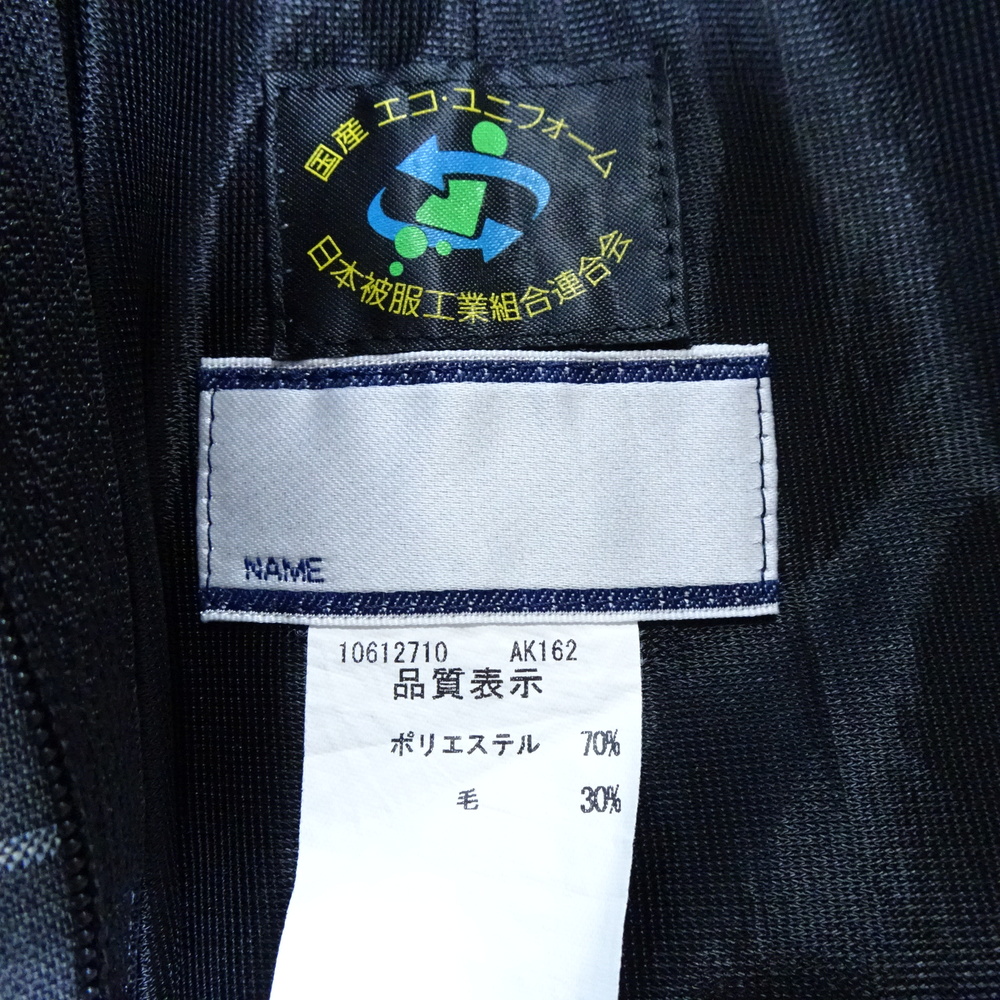 国産 エコ・ユニフォーム
日本被服工業組合連合会
NAME
10612710 AK162
品質表示
ポリエステル 70%
毛 30%